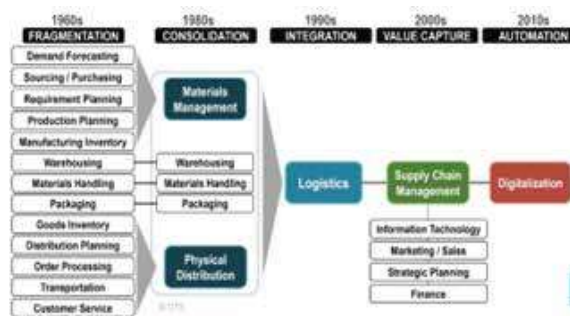 1960s 1980s 1990s 2000s 2010s
FRAGMENTATION CONSOLIDATION INTEGRATION VALUE CAPTURE AUTOMATION
Demand Forecasting
Sourcing / Purchasing
Requirement Planning
Production Planning
Manufacturing Inventory
Warehousing
Materials Handling
Packaging
Goods Inventory
Distribution Planning
Order Processing
Transportation
Customer Service
Materials
Management
Warehousing
Materials Handling
Packaging
Physical
Distribution
Logistics
Supply Chain
Management
Information Technology
Marketing / Sales
Strategic Planning
Finance
Digitalization